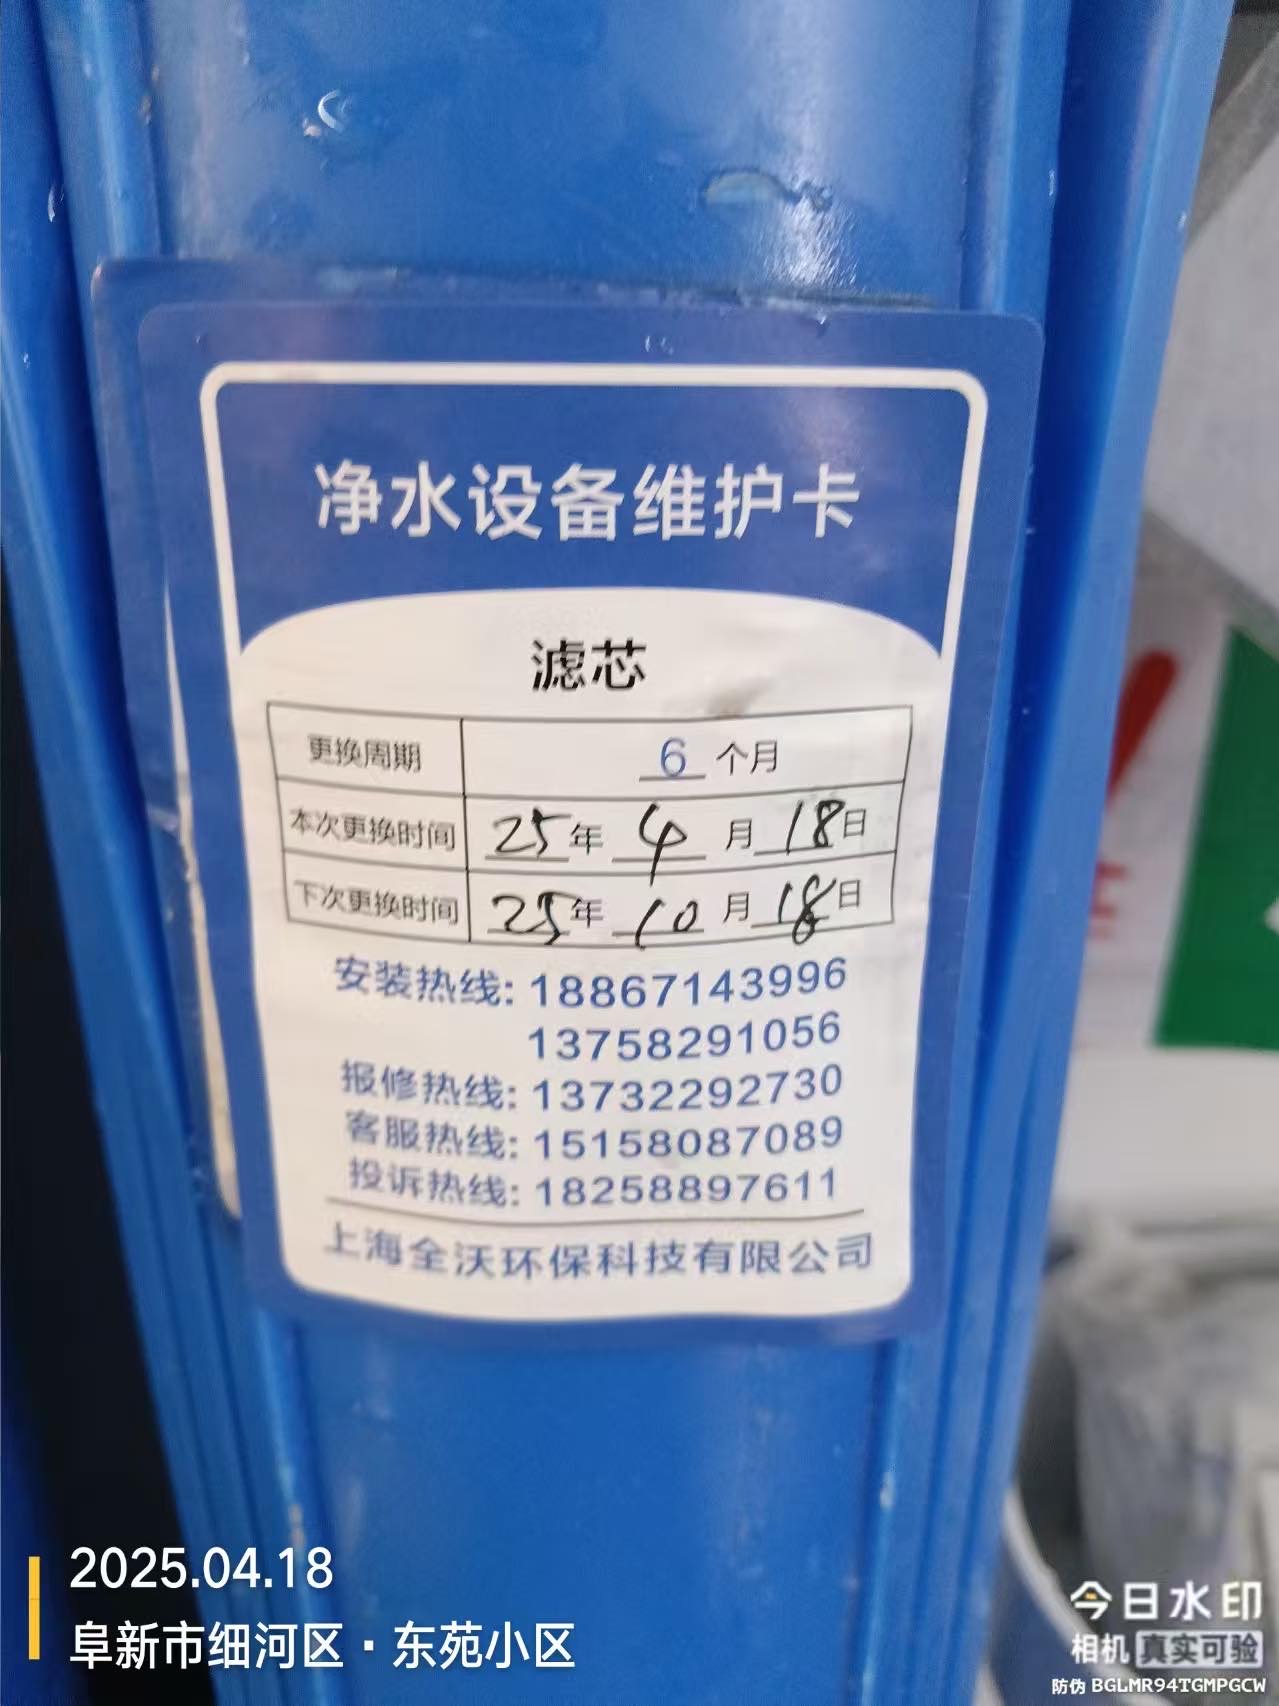 净水设备维护卡
滤芯
更换周期 6 个月
本次更换时间 25年 4 月 18日
下次更换时间 25年 10 月 18日
安装热线: 18867143996
13758291056
报修热线: 13732292730
客服热线: 15158087089
投诉热线: 18258897611
上海全沃环保科技有限公司
2025.04.18
阜新市细河区·东苑小区
今日水印
相机 真实可验
防伪 BGLMR94TGMPGCW